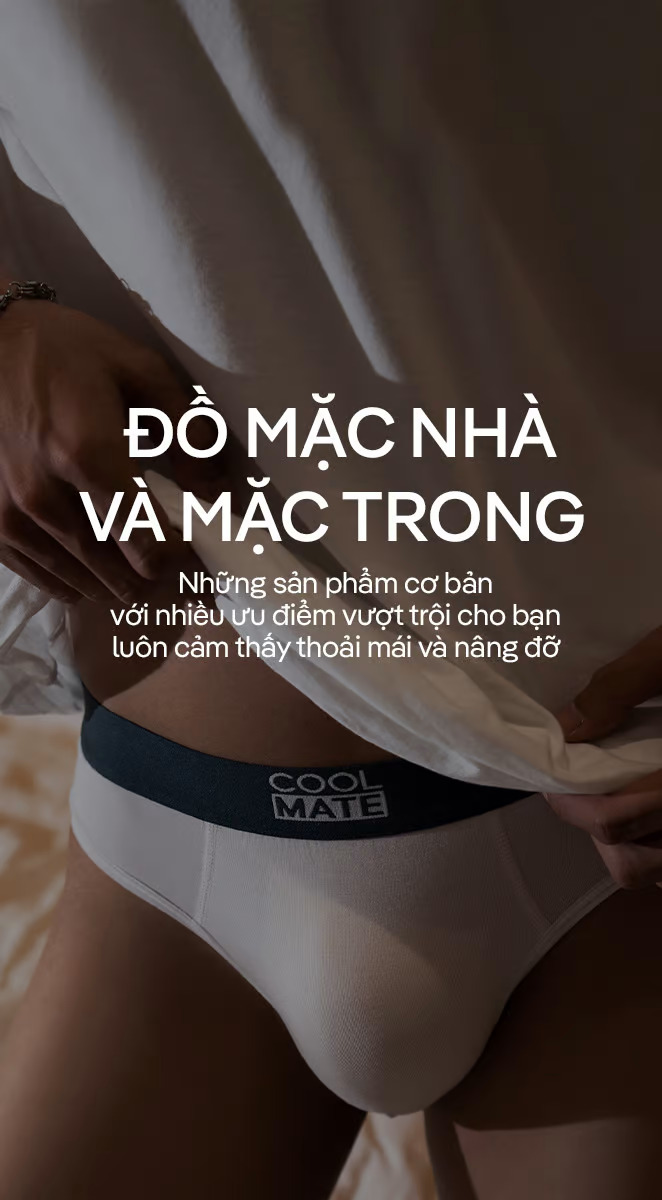 ĐỒ MẶC NHÀ
VÀ MẶC TRONG
Những sản phẩm cơ bản
với nhiều ưu điểm vượt trội cho bạn
luôn cảm thấy thoải mái và nâng đỡ
COOL
MATE